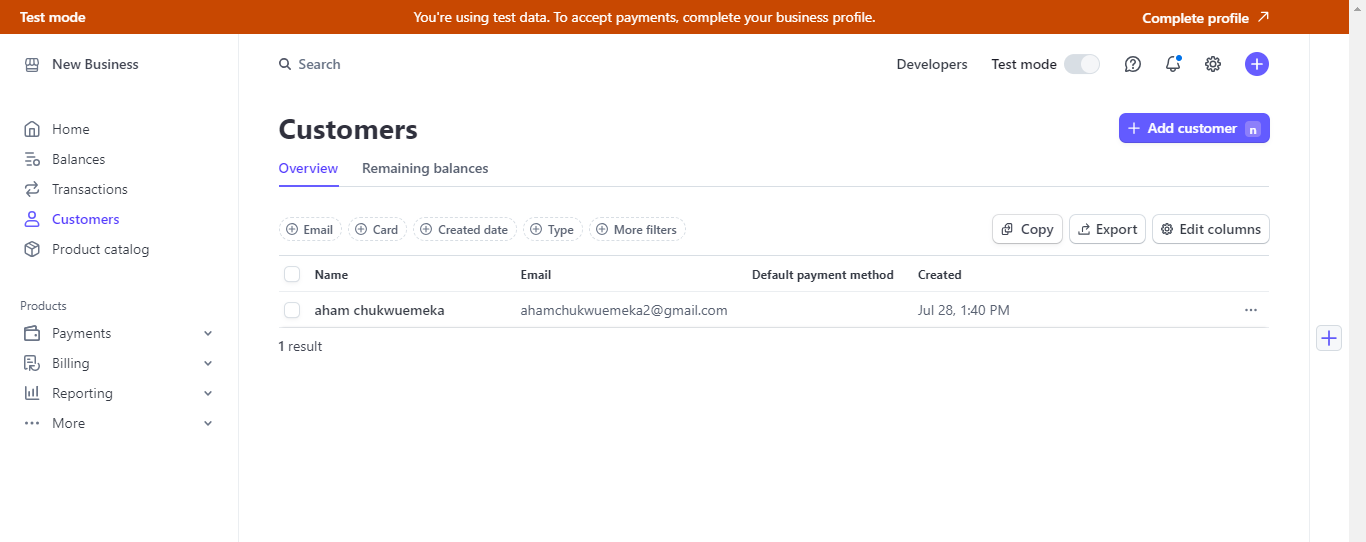 Test mode
You're using test data. To accept payments, complete your business profile.
Complete profile
New Business
Search
Developers
Test mode
Home
Balances
Transactions
Customers
Product catalog
Products
Payments
Billing
Reporting
More
Customers
Add customer n
Overview
Remaining balances
Email
Card
Created date
Type
More filters
Copy
Export
Edit columns
Name Email Default payment method Created
aham chukwuemeka ahamchukwuemeka2@gmail.com Jul 28, 1:40 PM
1 result